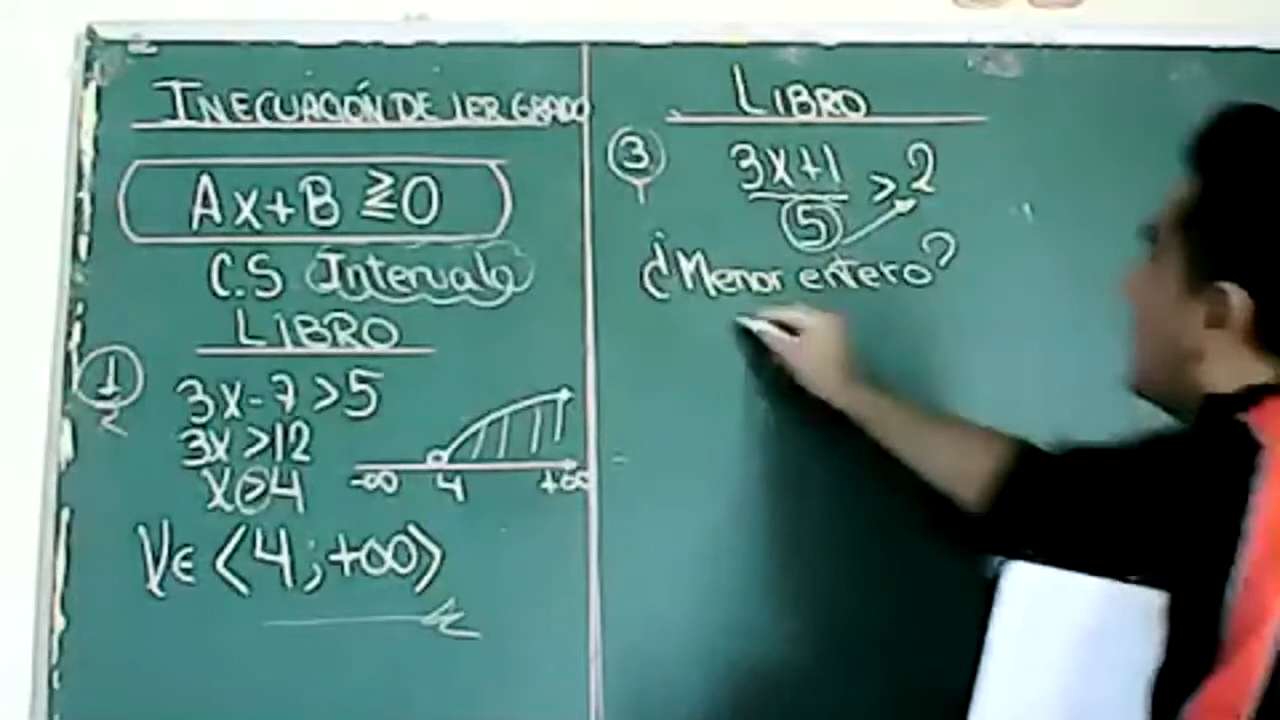 INECUACIÓN DE 1ER GRADO
Ax+B ≷0
C.S Intervalo
LIBRO
1
3x-7>5
3x>12
x>4
-∞ 4 +∞
∀∈ ⟨4;+∞⟩
LIBRO
3
3x+1
> 2
5
¿Menor entero?